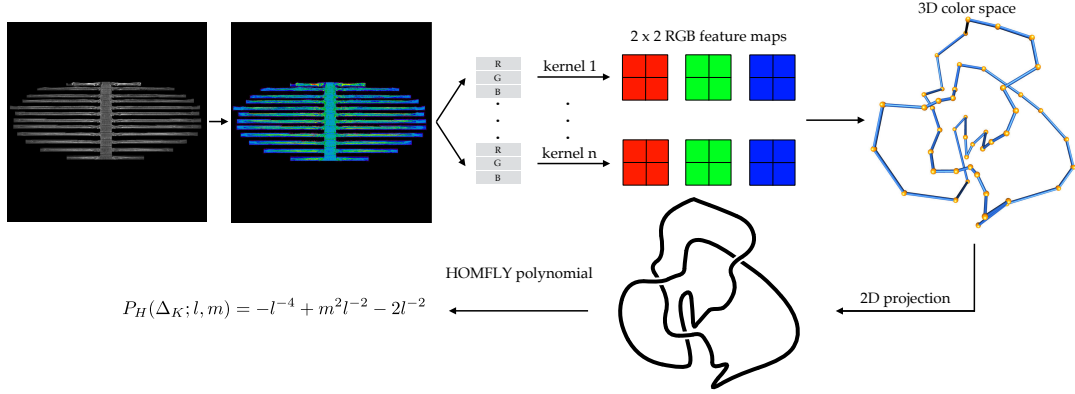 3D color space
2 x 2 RGB feature maps
R
G
B
kernel 1
R
G
B
kernel n
HOMFLY polynomial
2D projection
P_H(Δ_K; l, m) = −l^{−4} + m^2 l^{−2} − 2l^{−2}